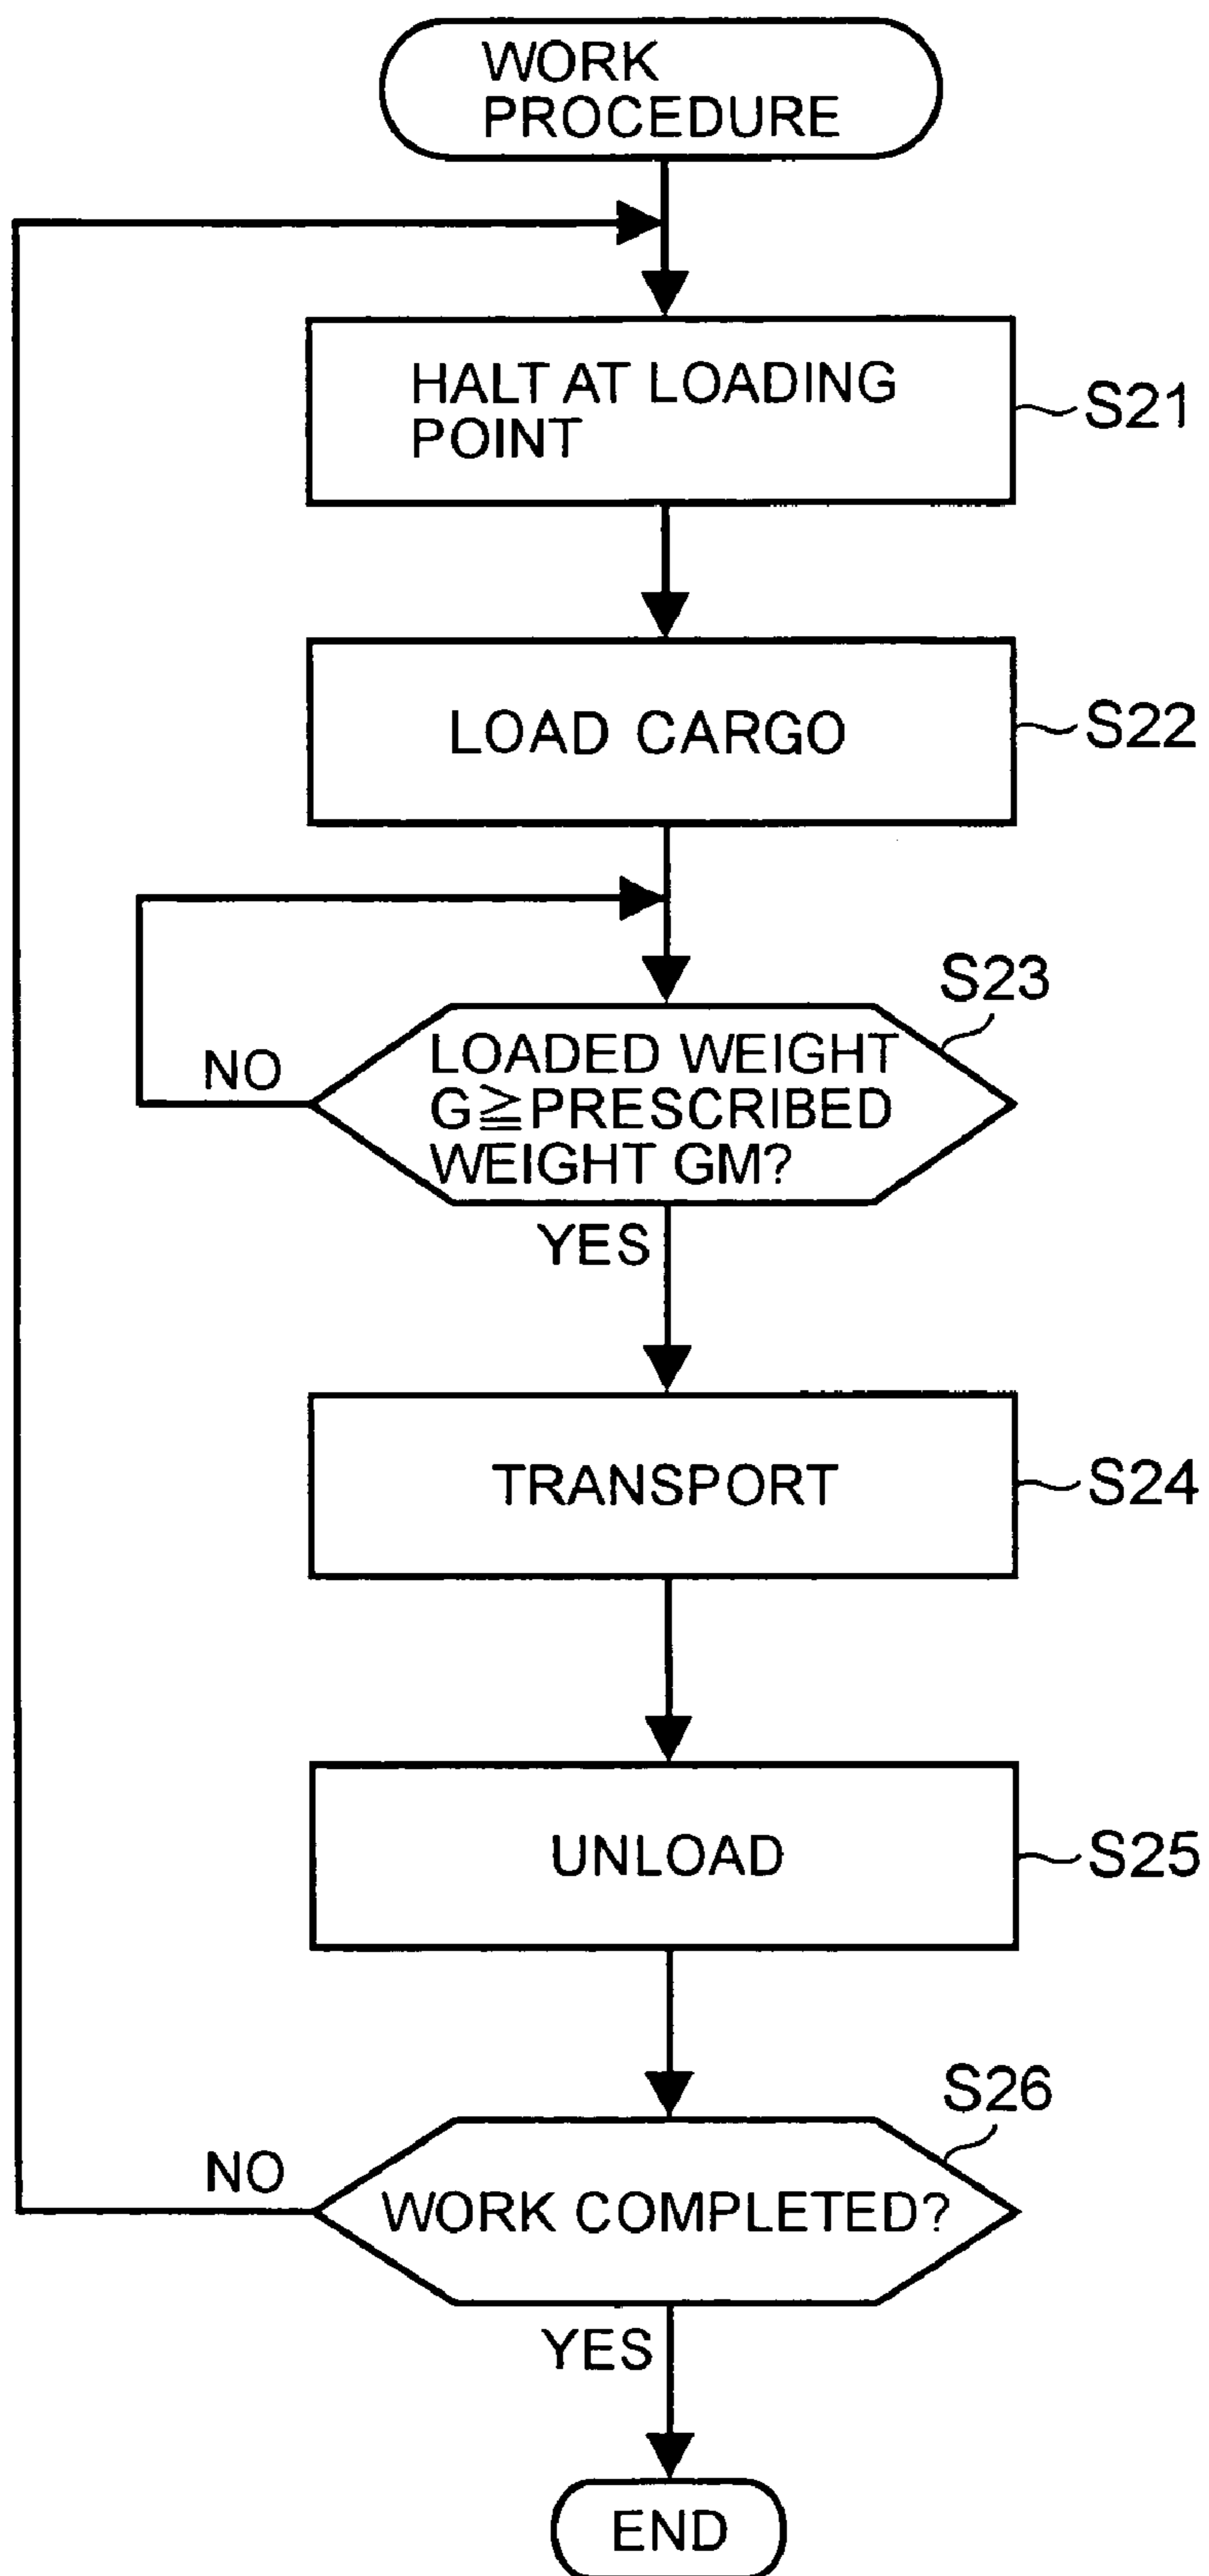 WORK
PROCEDURE
HALT AT LOADING
POINT
S21
LOAD CARGO
S22
S23
LOADED WEIGHT
G≧PRESCRIBED
WEIGHT GM?
NO
YES
TRANSPORT
S24
UNLOAD
S25
S26
WORK COMPLETED?
NO
YES
END